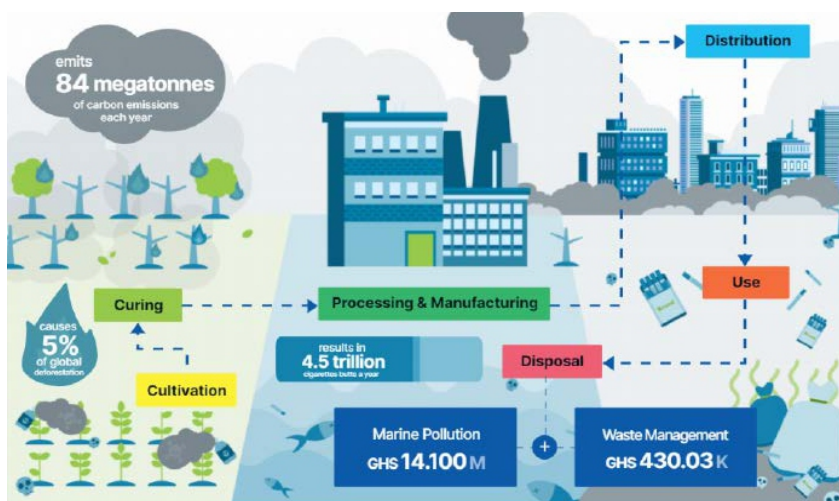 emits
84 megatonnes
of carbon emissions
each year
Distribution
Curing
Processing & Manufacturing
Use
causes
5%
of global
deforestation
results in
4.5 trillion
cigarettes butts a year
Disposal
Cultivation
Marine Pollution
GHS 14.100 M
+
Waste Management
GHS 430.03 K